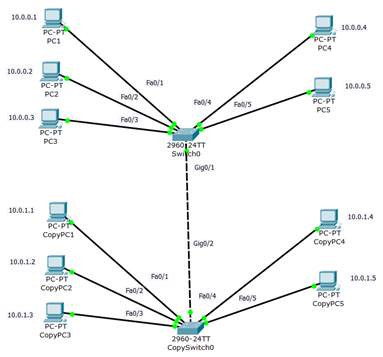 10.0.0.1
PC-PT
PC1
10.0.0.2
PC-PT
PC2
10.0.0.3
PC-PT
PC3
10.0.0.4
PC-PT
PC4
10.0.0.5
PC-PT
PC5
Fa0/1
Fa0/2
Fa0/3
Fa0/4
Fa0/5
2960-24TT
Switch0
Gig0/1
Gig0/2
10.0.1.1
PC-PT
CopyPC1
10.0.1.2
PC-PT
CopyPC2
10.0.1.3
PC-PT
CopyPC3
10.0.1.4
PC-PT
CopyPC4
10.0.1.5
PC-PT
CopyPC5
Fa0/1
Fa0/2
Fa0/3
Fa0/4
Fa0/5
2960-24TT
CopySwitch0